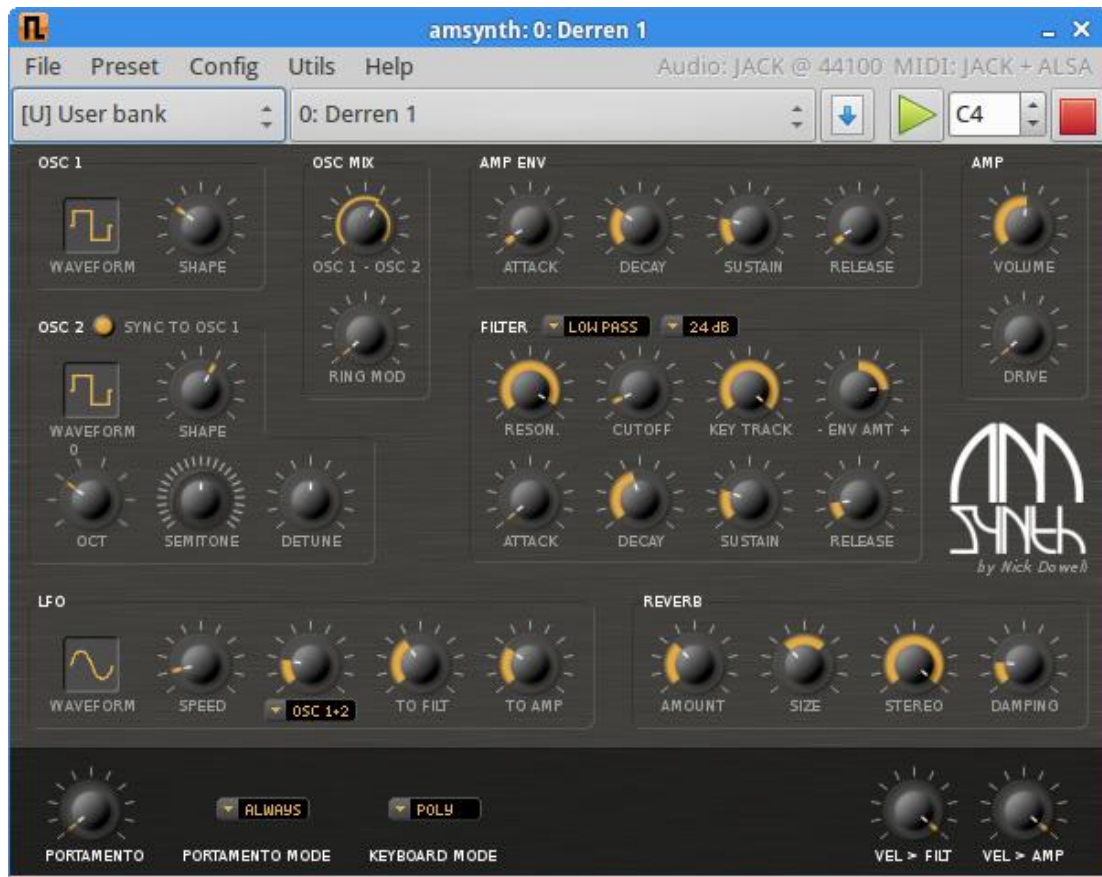 amsynth: 0: Derren 1
File Preset Config Utils Help Audio: JACK @ 44100 MIDI: JACK + ALSA
[U] User bank 0: Derren 1 C4
OSC 1 OSC MIX AMP ENV AMP
WAVEFORM SHAPE OSC 1 - OSC 2 ATTACK DECAY SUSTAIN RELEASE VOLUME
OSC 2 SYNC TO OSC 1 FILTER LOW PASS 24 dB
RING MOD DRIVE
WAVEFORM SHAPE RESON. CUTOFF KEY TRACK - ENV AMT +
0
OCT SEMITONE DETUNE ATTACK DECAY SUSTAIN RELEASE
AM
SYNTH
by Nick Dowell
LFO REVERB
WAVEFORM SPEED OSC 1+2 TO FILT TO AMP AMOUNT SIZE STEREO DAMPING
ALWAYS POLY
PORTAMENTO PORTAMENTO MODE KEYBOARD MODE VEL > FILT VEL > AMP